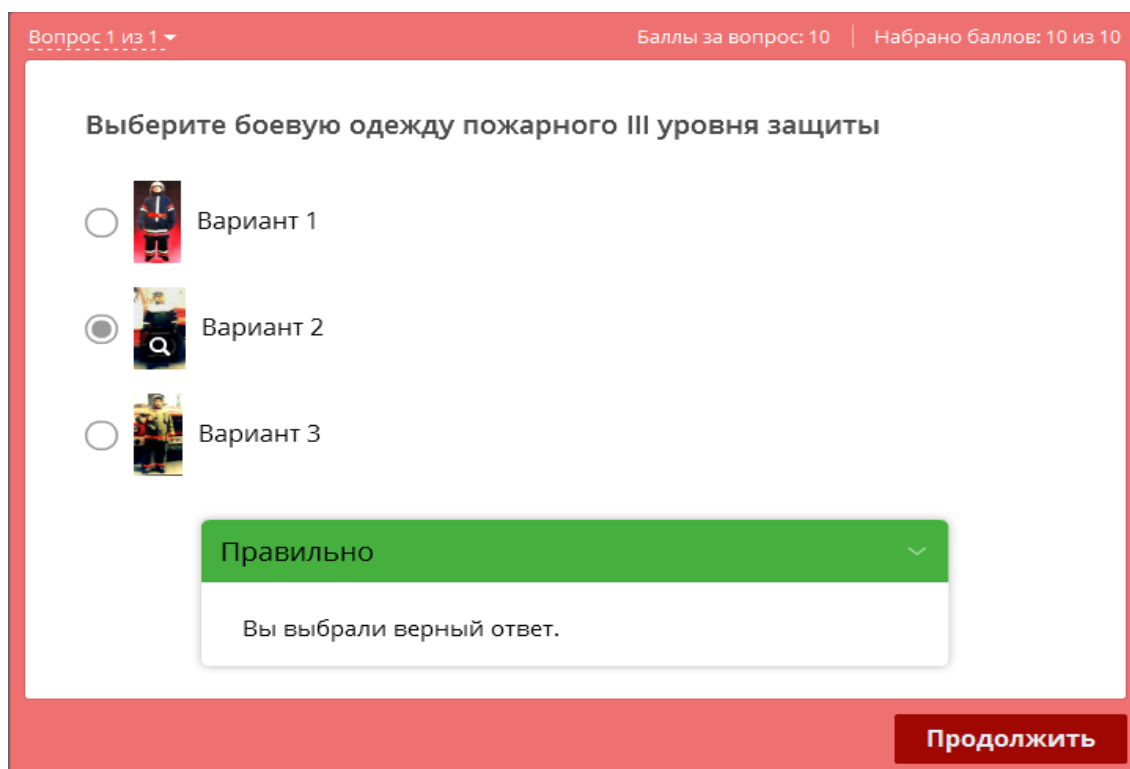 Вопрос 1 из 1
Баллы за вопрос: 10 | Набрано баллов: 10 из 10
Выберите боевую одежду пожарного III уровня защиты
Вариант 1
Вариант 2
Вариант 3
Правильно
Вы выбрали верный ответ.
Продолжить